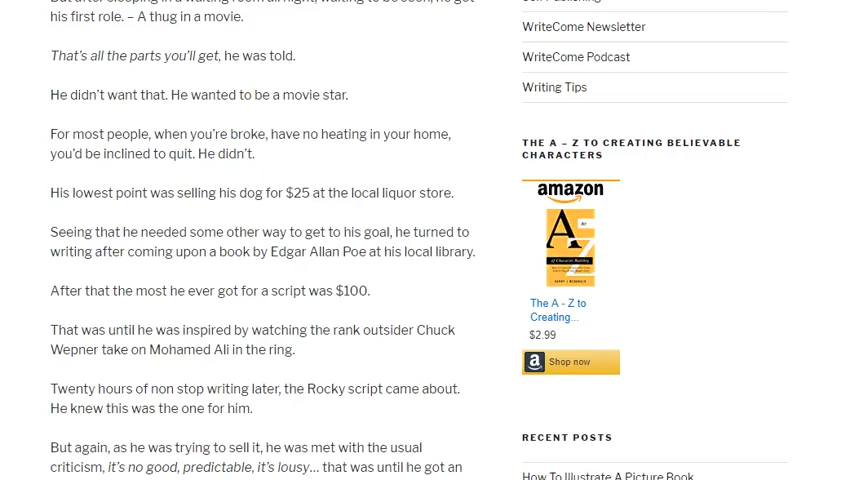 his first role. – A thug in a movie.
That's all the parts you'll get, he was told.
He didn't want that. He wanted to be a movie star.
For most people, when you're broke, have no heating in your home,
you'd be inclined to quit. He didn't.
His lowest point was selling his dog for $25 at the local liquor store.
Seeing that he needed some other way to get to his goal, he turned to
writing after coming upon a book by Edgar Allan Poe at his local library.
After that the most he ever got for a script was $100.
That was until he was inspired by watching the rank outsider Chuck
Wepner take on Mohamed Ali in the ring.
Twenty hours of non stop writing later, the Rocky script came about.
He knew this was the one for him.
But again, as he was trying to sell it, he was met with the usual
criticism, it's no good, predictable, it's lousy… that was until he got an
WriteCome Newsletter
WriteCome Podcast
Writing Tips
THE A – Z TO CREATING BELIEVABLE
CHARACTERS
amazon
A
Z
The A - Z to
Creating...
$2.99
a Shop now
RECENT POSTS
How To Illustrate A Picture Book